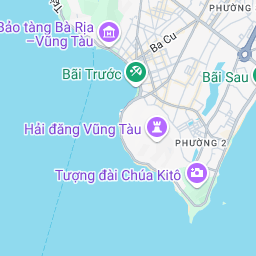 Bảo tàng Bà Rịa
–Vũng Tàu
PHƯỜNG
Ba Cu
Bãi Trước
Bãi Sau
Hải đăng Vũng Tàu
PHƯỜNG 2
Tượng đài Chúa Kitô